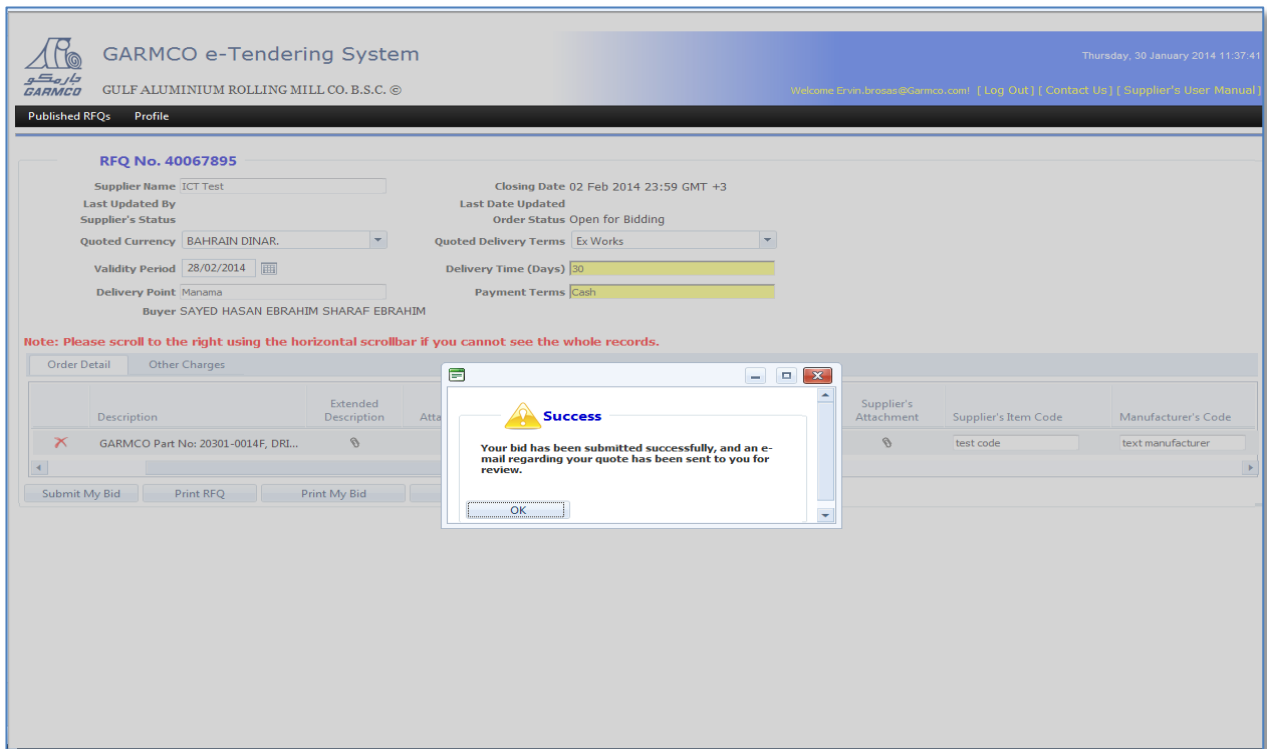 GARMCO e-Tendering System
Thursday, 30 January 2014 11:37:41
جارمكو
GARMCO
GULF ALUMINIUM ROLLING MILL CO. B.S.C. ©
Welcome Ervin.brosas@Garmco.com! [ Log Out ] [ Contact Us ] [ Supplier's User Manual ]
Published RFQs Profile
RFQ No. 40067895
Supplier Name ICT Test Closing Date 02 Feb 2014 23:59 GMT +3
Last Updated By Last Date Updated
Supplier's Status Order Status Open for Bidding
Quoted Currency BAHRAIN DINAR. Quoted Delivery Terms Ex Works
Validity Period 28/02/2014 Delivery Time (Days) 30
Delivery Point Manama Payment Terms Cash
Buyer SAYED HASAN EBRAHIM SHARAF EBRAHIM
Note: Please scroll to the right using the horizontal scrollbar if you cannot see the whole records.
Order Detail Other Charges
Description Extended Description Supplier's Attachment Supplier's Item Code Manufacturer's Code
GARMCO Part No: 20301-0014F, DRI... test code text manufacturer
Submit My Bid Print RFQ Print My Bid
Success
Your bid has been submitted successfully, and an e-
mail regarding your quote has been sent to you for
review.
OK